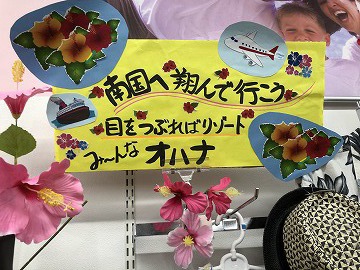 南国へ翔んで行こう
目をつぶればリゾート
み〜んなオハナ